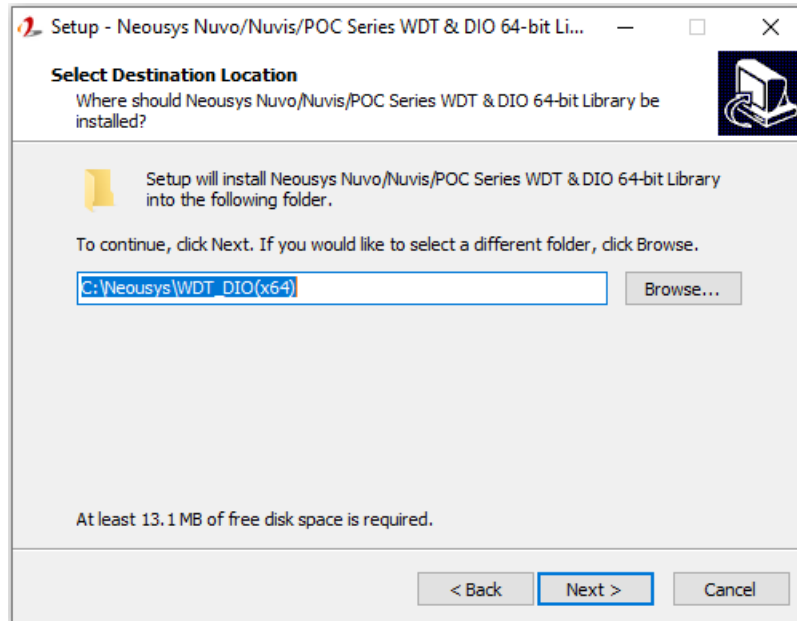 Setup - Neousys Nuvo/Nuvis/POC Series WDT & DIO 64-bit Li...
Select Destination Location
Where should Neousys Nuvo/Nuvis/POC Series WDT & DIO 64-bit Library be
installed?
Setup will install Neousys Nuvo/Nuvis/POC Series WDT & DIO 64-bit Library
into the following folder.
To continue, click Next. If you would like to select a different folder, click Browse.
C:\Neousys\WDT_DIO(x64)
Browse...
At least 13.1 MB of free disk space is required.
< Back
Next >
Cancel